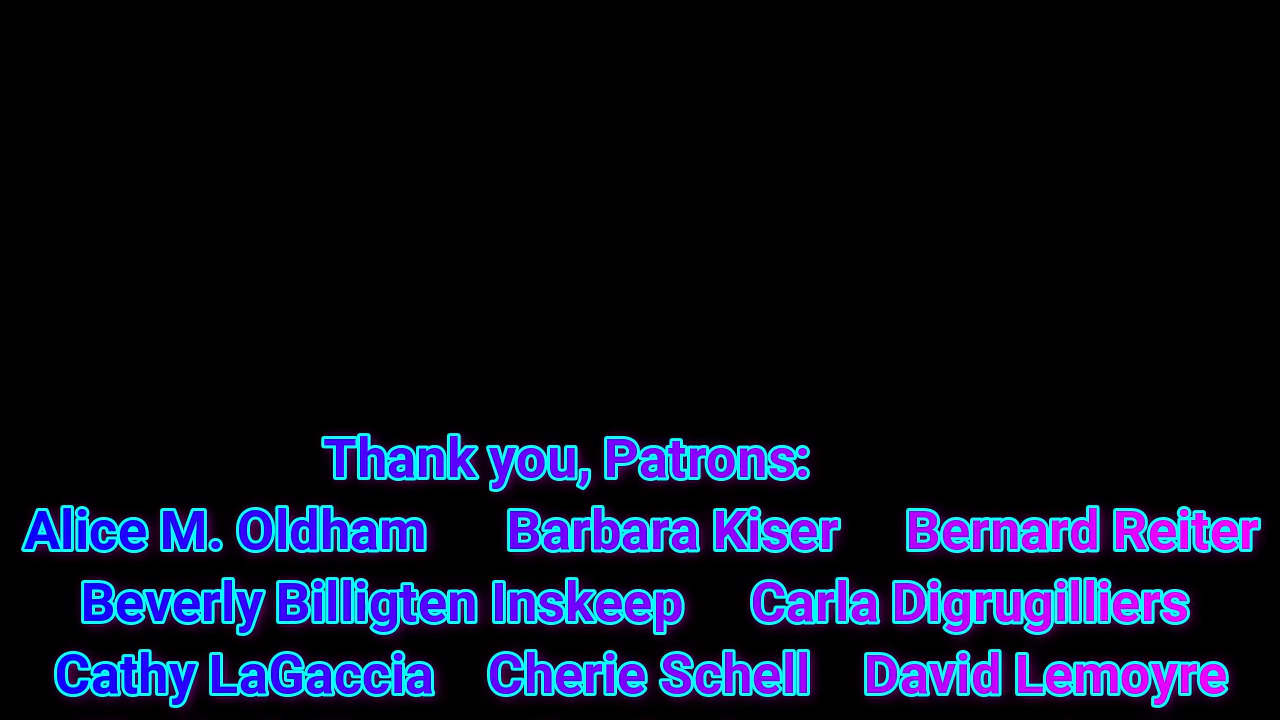 Thank you, Patrons:
Alice M. Oldham Barbara Kiser Bernard Reiter
Beverly Billigten Inskeep Carla Digrugilliers
Cathy LaGaccia Cherie Schell David Lemoyre